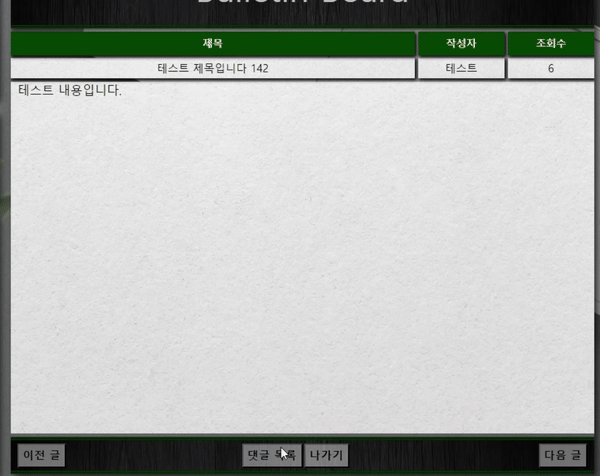 Bulletin Board
제목 작성자 조회수
테스트 제목입니다 142 테스트 6
테스트 내용입니다.
이전 글 댓글 목록 나가기 다음 글